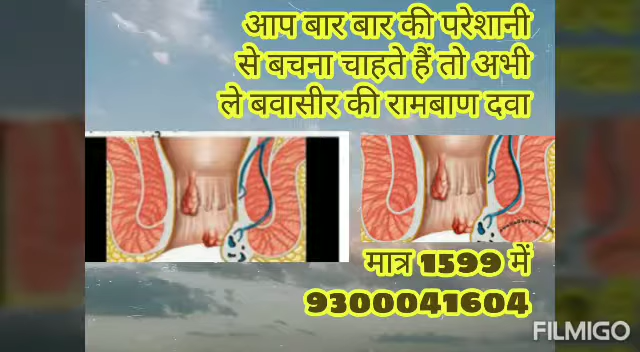 आप बार बार की परेशानी
से बचना चाहते हैं तो अभी
ले बवासीर की रामबाण दवा
मात्र 1599 में
9300041604
FILMIGO